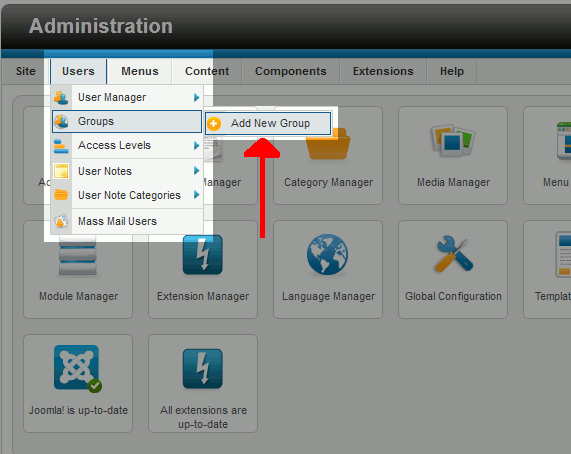 Administration
Site Users Menus Content Components Extensions Help
User Manager
Groups
Add New Group
Access Levels
User Notes
User Note Categories
Mass Mail Users
Manager
Category Manager
Media Manager
Menu
Module Manager
Extension Manager
Language Manager
Global Configuration
Joomla! is up-to-date
All extensions are
up-to-date